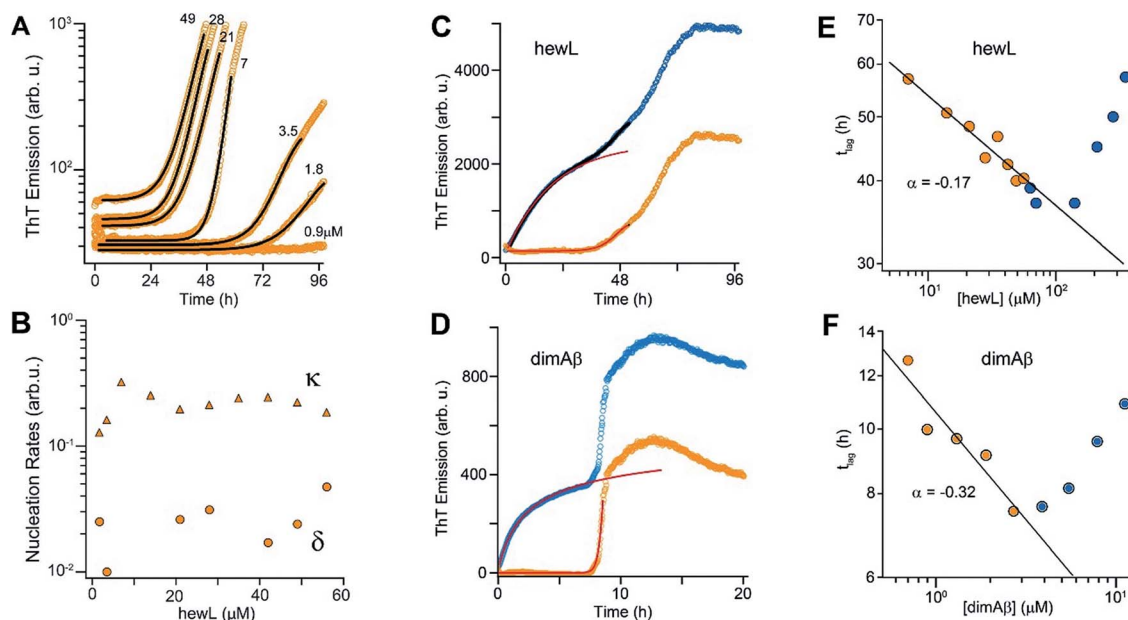 A
ThT Emission (arb. u.)
10³
10²
49
28
21
7
3.5
1.8
0.9μM
0 24 48 72 96
Time (h)
B
Nucleation Rates (arb.u.)
10⁰
10⁻¹
10⁻²
κ
δ
0 20 40 60
hewL (μM)
C
hewL
ThT Emission (arb. u.)
4000
2000
0
0 48 96
Time (h)
D
dimAβ
ThT Emission (arb. u.)
800
400
0
0 10 20
Time (h)
E
hewL
t_lag (h)
60
50
40
30
α = -0.17
10¹ 10²
[hewL] (μM)
F
dimAβ
t_lag (h)
14
12
10
8
6
α = -0.32
10⁰ 10¹
[dimAβ] (μM)